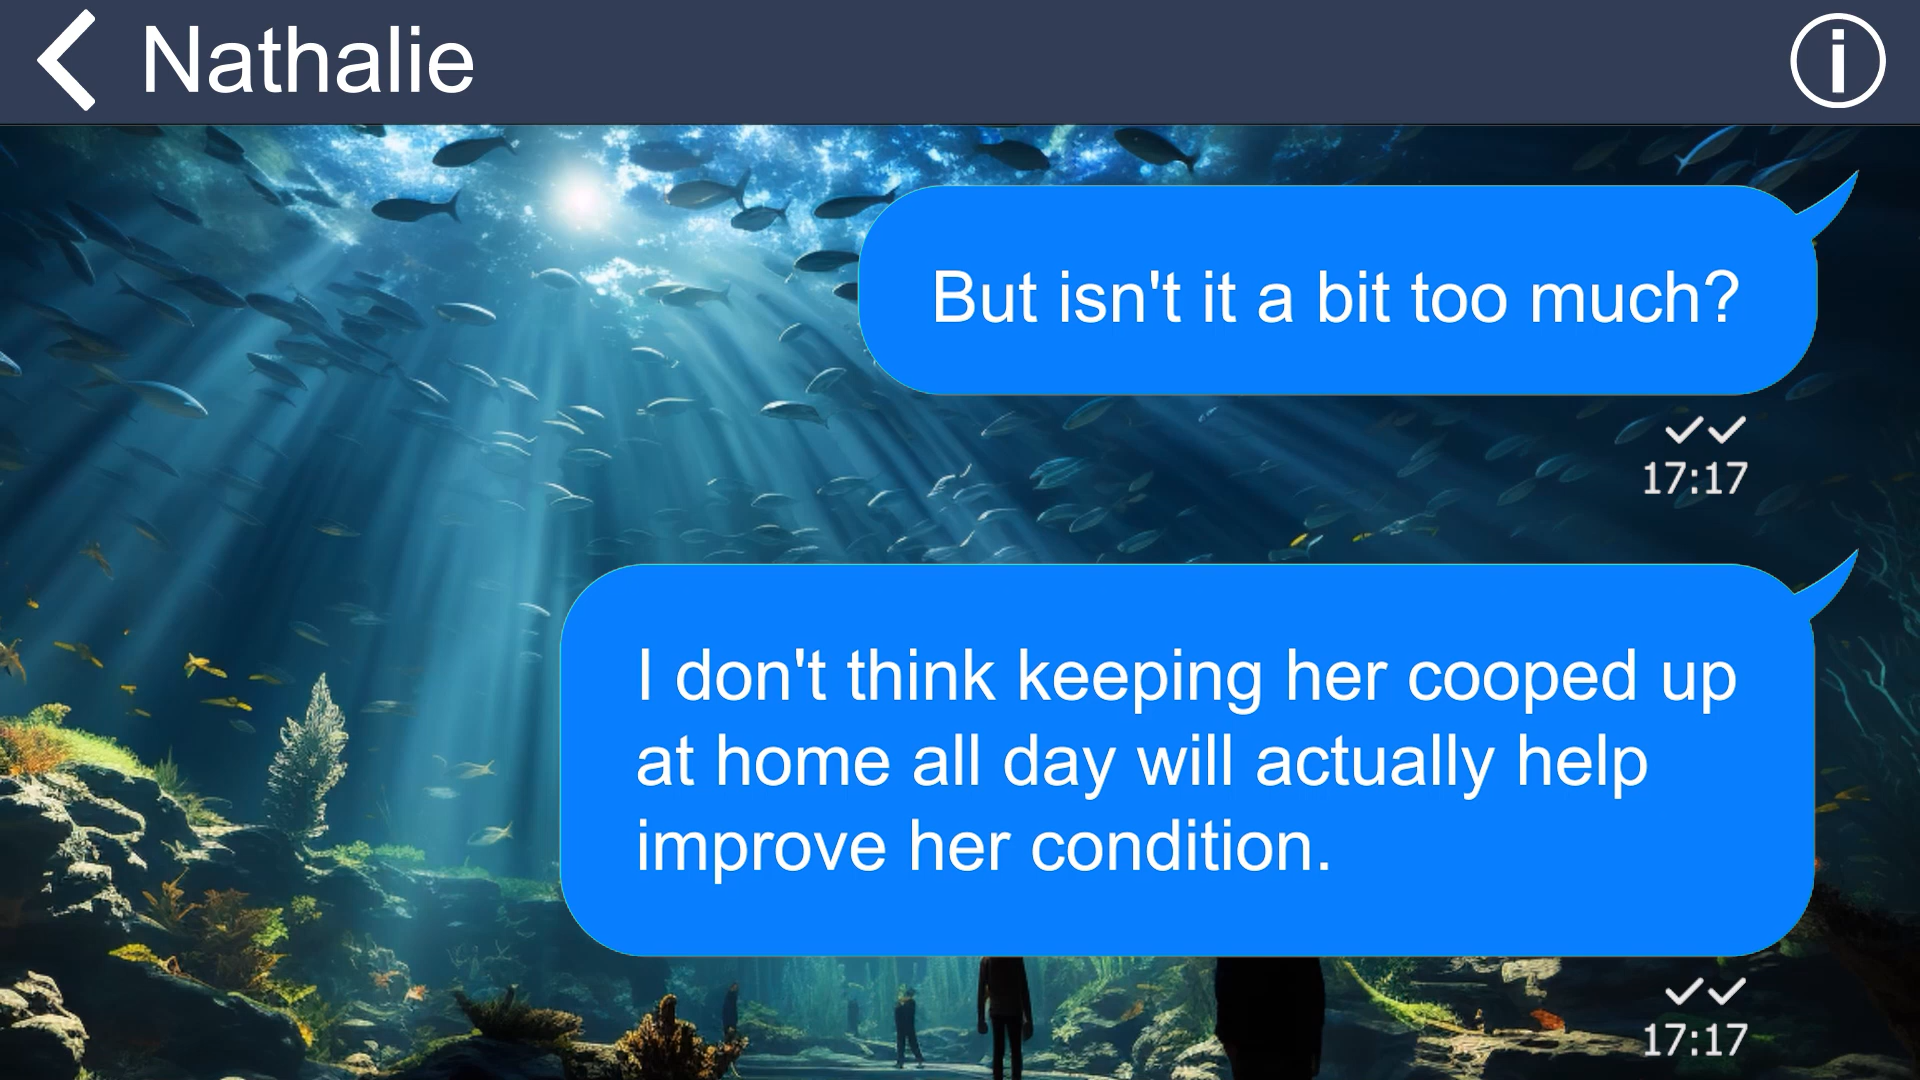 Nathalie
But isn't it a bit too much?
17:17
I don't think keeping her cooped up
at home all day will actually help
improve her condition.
17:17